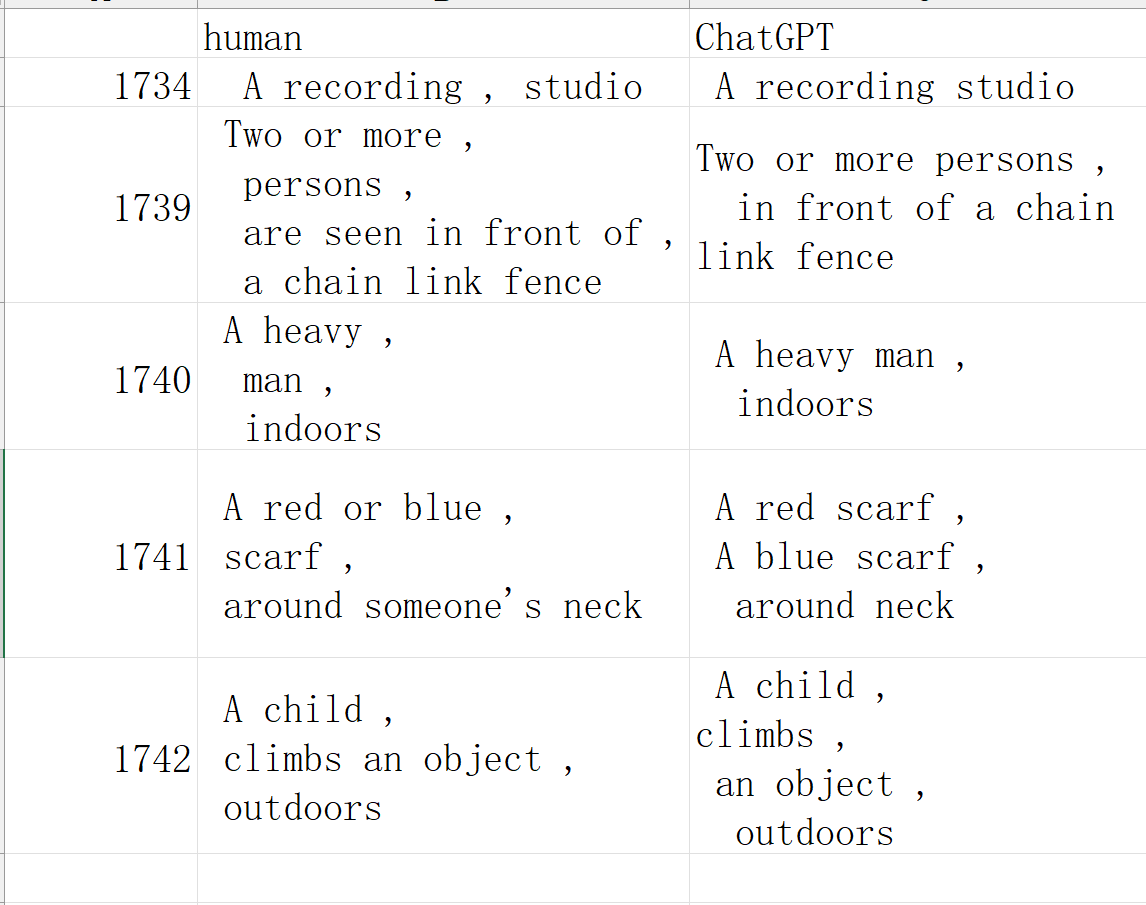 human ChatGPT
1734 A recording , studio A recording studio
1739
Two or more ,
persons ,
are seen in front of ,
a chain link fence
Two or more persons ,
in front of a chain
link fence
1740
A heavy ,
man ,
indoors
A heavy man ,
indoors
1741
A red or blue ,
scarf ,
around someone's neck
A red scarf ,
A blue scarf ,
around neck
1742
A child ,
climbs an object ,
outdoors
A child ,
climbs ,
an object ,
outdoors